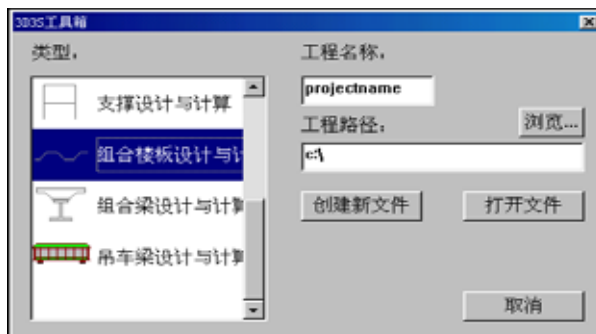 3D3S工具箱
类型，
支撑设计与计算
组合楼板设计与计
组合梁设计与计算
吊车梁设计与计算
工程名称，
projectname
工程路径：
浏览...
c:\
创建新文件
打开文件
取消